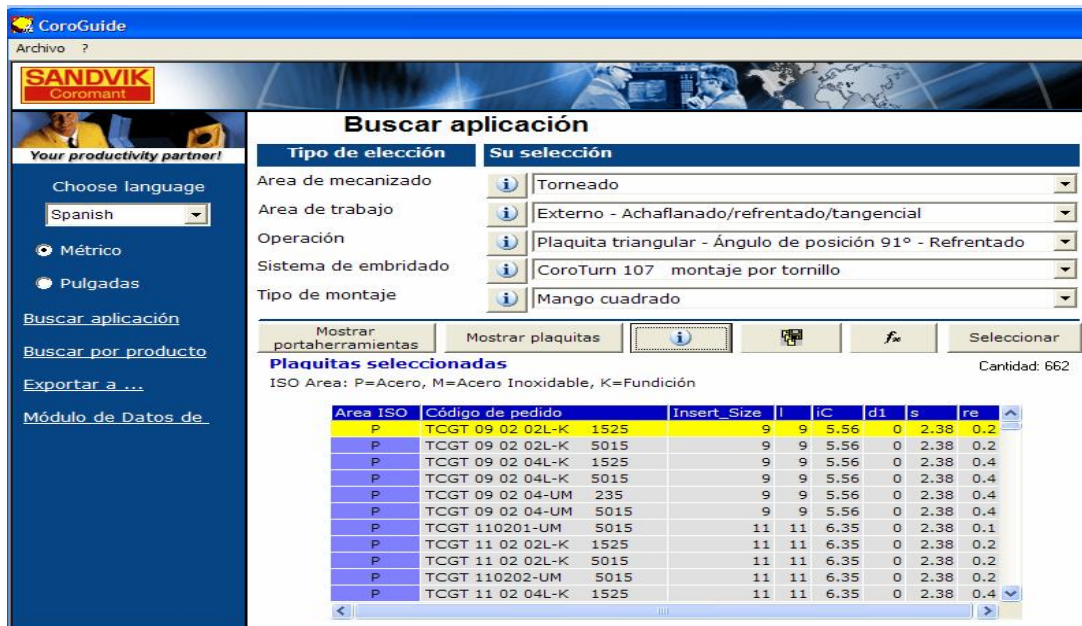 CoroGuide
Archivo ?
SANDVIK
Coromant
Your productivity partner!
Choose language
Spanish
Métrico
Pulgadas
Buscar aplicación
Buscar por producto
Exportar a ...
Módulo de Datos de
Buscar aplicación
Tipo de elección Su selección
Area de mecanizado Torneado
Area de trabajo Externo - Achaflanado/refrentado/tangencial
Operación Plaquita triangular - Ángulo de posición 91º - Refrentado
Sistema de embridado CoroTurn 107 montaje por tornillo
Tipo de montaje Mango cuadrado
Mostrar portaherramientas Mostrar plaquitas i fx Seleccionar
Plaquitas seleccionadas Cantidad: 662
ISO Area: P=Acero, M=Acero Inoxidable, K=Fundición
Area ISO Código de pedido Insert_Size l iC d1 s re
P TCGT 09 02 02L-K 1525 9 9 5.56 0 2.38 0.2
P TCGT 09 02 02L-K 5015 9 9 5.56 0 2.38 0.2
P TCGT 09 02 04L-K 1525 9 9 5.56 0 2.38 0.4
P TCGT 09 02 04L-K 5015 9 9 5.56 0 2.38 0.4
P TCGT 09 02 04-UM 235 9 9 5.56 0 2.38 0.4
P TCGT 09 02 04-UM 5015 9 9 5.56 0 2.38 0.4
P TCGT 110201-UM 5015 11 11 6.35 0 2.38 0.1
P TCGT 11 02 02L-K 1525 11 11 6.35 0 2.38 0.2
P TCGT 11 02 02L-K 5015 11 11 6.35 0 2.38 0.2
P TCGT 110202-UM 5015 11 11 6.35 0 2.38 0.2
P TCGT 11 02 04L-K 1525 11 11 6.35 0 2.38 0.4